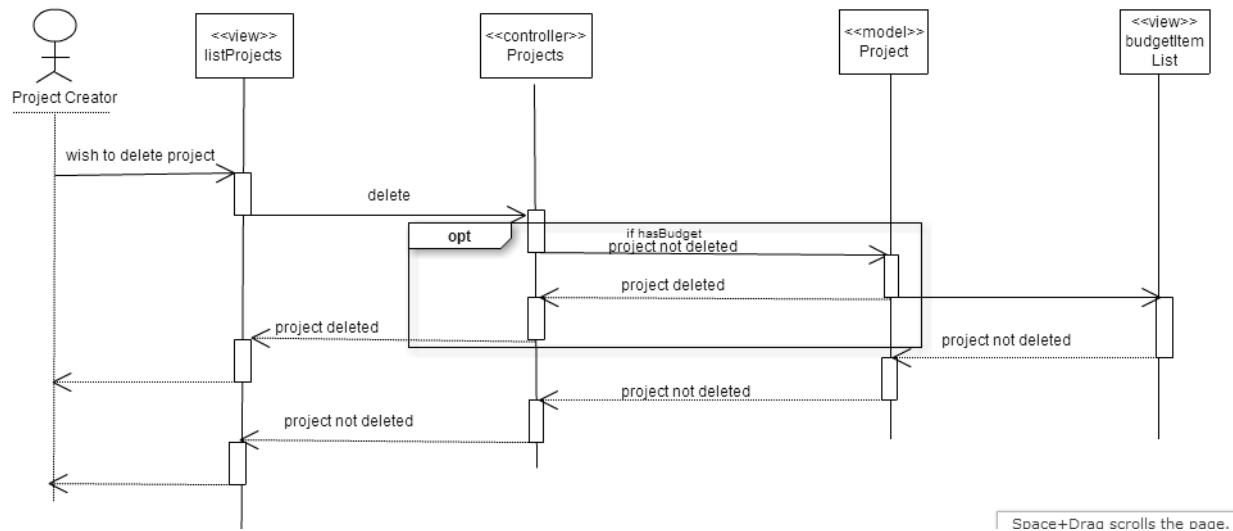 <<view>>
listProjects
<<controller>>
Projects
<<model>>
Project
<<view>>
budgetItem
List
Project Creator
wish to delete project
delete
opt
if hasBudget
project not deleted
project deleted
project deleted
project not deleted
project not deleted
project not deleted
Space+Drag scrolls the page.